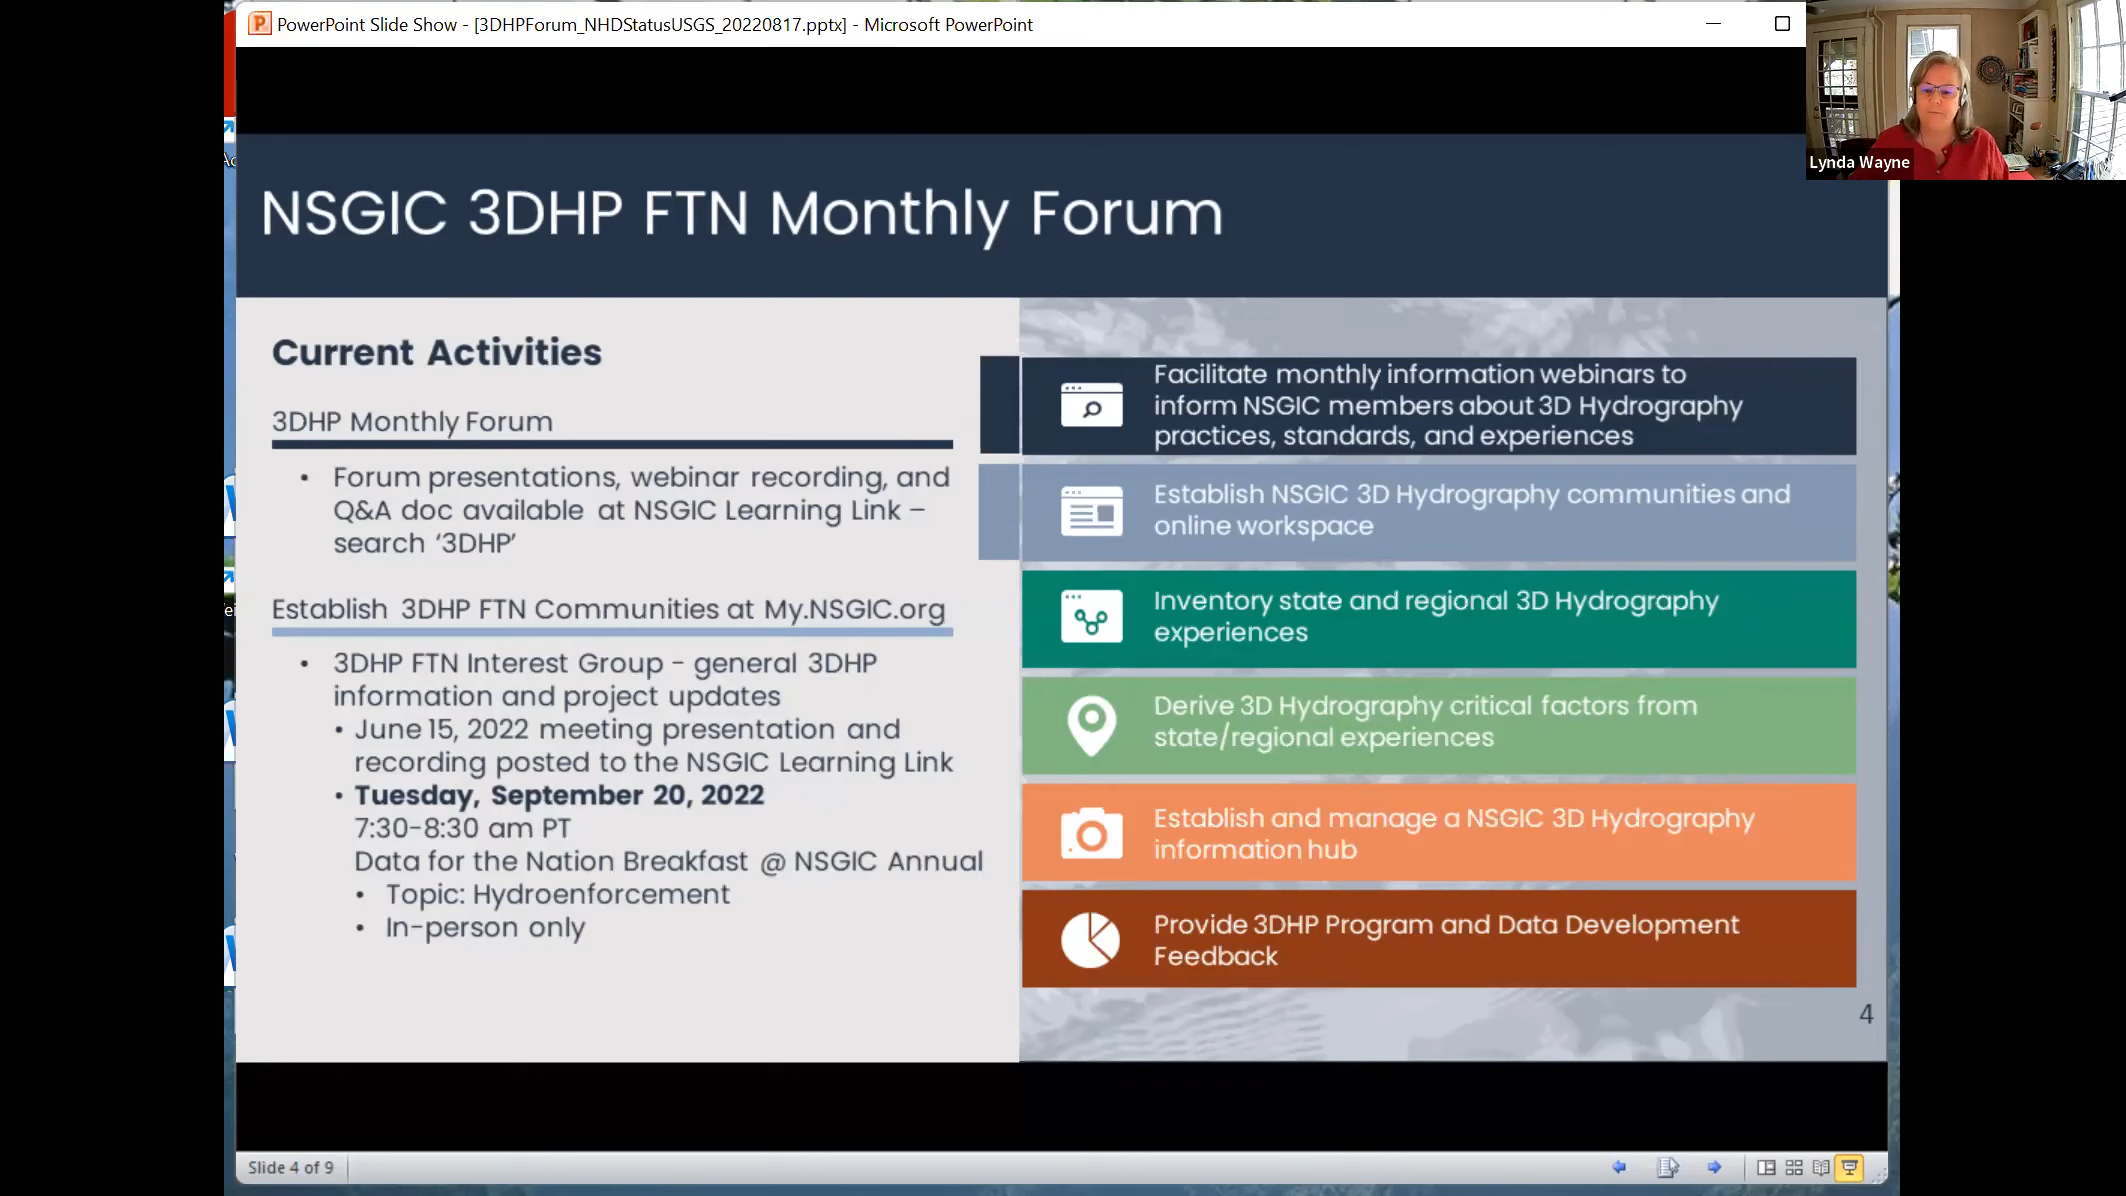 PowerPoint Slide Show - [3DHPForum_NHDStatusUSGS_20220817.pptx] - Microsoft PowerPoint
Lynda Wayne
NSGIC 3DHP FTN Monthly Forum
Current Activities
3DHP Monthly Forum
• Forum presentations, webinar recording, and
Q&A doc available at NSGIC Learning Link –
search ‘3DHP’
Establish 3DHP FTN Communities at My.NSGIC.org
• 3DHP FTN Interest Group - general 3DHP
information and project updates
• June 15, 2022 meeting presentation and
recording posted to the NSGIC Learning Link
• Tuesday, September 20, 2022
7:30-8:30 am PT
Data for the Nation Breakfast @ NSGIC Annual
• Topic: Hydroenforcement
• In-person only
Facilitate monthly information webinars to
inform NSGIC members about 3D Hydrography
practices, standards, and experiences
Establish NSGIC 3D Hydrography communities and
online workspace
Inventory state and regional 3D Hydrography
experiences
Derive 3D Hydrography critical factors from
state/regional experiences
Establish and manage a NSGIC 3D Hydrography
information hub
Provide 3DHP Program and Data Development
Feedback
4
Slide 4 of 9